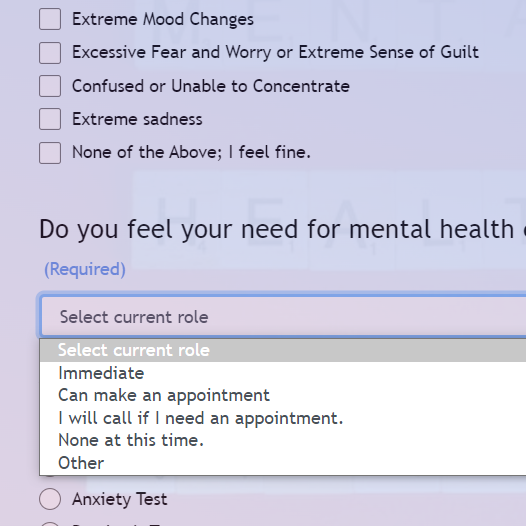 MENTA
Extreme Mood Changes
Excessive Fear and Worry or Extreme Sense of Guilt
Confused or Unable to Concentrate
Extreme sadness
None of the Above; I feel fine.
HEALT
Do you feel your need for mental health
(Required)
Select current role
Select current role
Immediate
Can make an appointment
I will call if I need an appointment.
None at this time.
Other
Anxiety Test